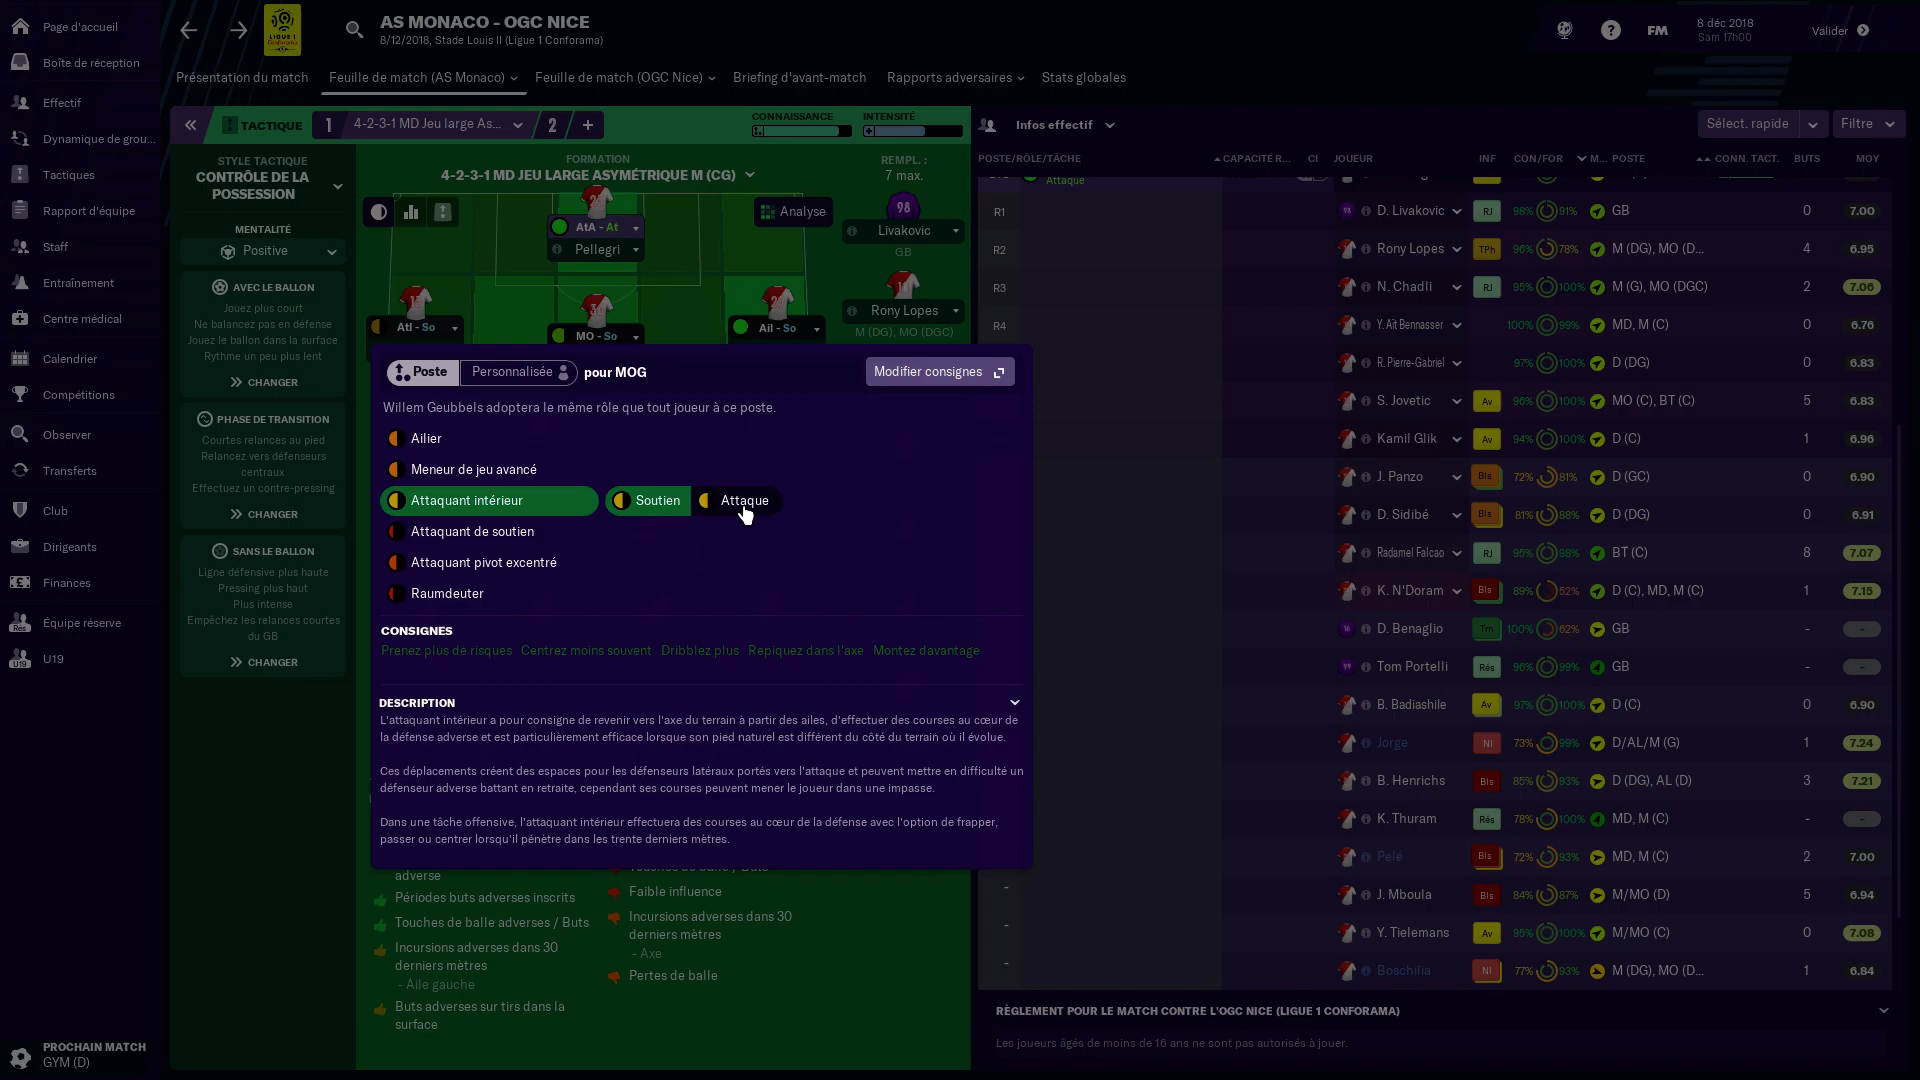 Page d'accueil
Boîte de réception
Effectif
Dynamique de grou...
Tactiques
Rapport d'équipe
Staff
Entraînement
Centre médical
Calendrier
Compétitions
Observer
Transferts
Club
Dirigeants
Finances
Équipe réserve
U19
PROCHAIN MATCH
GYM (D)
AS MONACO - OGC NICE
8/12/2018, Stade Louis II (Ligue 1 Conforama)
FM
8 déc 2018
Sam 17h00
Valider
Présentation du match
Feuille de match (AS Monaco)
Feuille de match (OGC Nice)
Briefing d'avant-match
Rapports adversaires
Stats globales
TACTIQUE
1 4-2-3-1 MD Jeu large As... 2 +
CONNAISSANCE
INTENSITÉ
STYLE TACTIQUE
CONTRÔLE DE LA
POSSESSION
MENTALITÉ
Positive
AVEC LE BALLON
Jouez plus court
Ne balancez pas en défense
Jouez le ballon dans la surface
Rythme un peu plus lent
CHANGER
PHASE DE TRANSITION
Courtes relances au pied
Relancez vers défenseurs
centraux
Effectuez un contre-pressing
CHANGER
SANS LE BALLON
Ligne défensive plus haute
Pressing plus haut
Plus intense
Empêchez les relances courtes
du GB
CHANGER
FORMATION
4-2-3-1 MD JEU LARGE ASYMÉTRIQUE M (CG)
REMPL. :
7 max.
Analyse
AtA - At
Pellegri
98
Livakovic
GB
Rony Lopes
M (DG), MO (DGC)
AtI - So
MO - So
Ail - So
Poste
Personnalisée
pour MOG
Modifier consignes
Willem Geubbels adoptera le même rôle que tout joueur à ce poste.
Ailier
Meneur de jeu avancé
Attaquant intérieur Soutien Attaque
Attaquant de soutien
Attaquant pivot excentré
Raumdeuter
CONSIGNES
Prenez plus de risques Centrez moins souvent Dribblez plus Repiquez dans l'axe Montez davantage
DESCRIPTION
L'attaquant intérieur a pour consigne de revenir vers l'axe du terrain à partir des ailes, d'effectuer des courses au cœur de
la défense adverse et est particulièrement efficace lorsque son pied naturel est différent du côté du terrain où il évolue.
Ces déplacements créent des espaces pour les défenseurs latéraux portés vers l'attaque et peuvent mettre en difficulté un
défenseur adverse battant en retraite, cependant ses courses peuvent mener le joueur dans une impasse.
Dans une tâche offensive, l'attaquant intérieur effectuera des courses au cœur de la défense avec l'option de frapper,
passer ou centrer lorsqu'il pénètre dans les trente derniers mètres.
adverse
Périodes buts adverses inscrits
Touches de balle adverses / Buts
Incursions adverses dans 30
derniers mètres
- Aile gauche
Buts adverses sur tirs dans la
surface
Faible influence
Incursions adverses dans 30
derniers mètres
- Axe
Pertes de balle
Infos effectif
Sélect. rapide
Filtre
POSTE/RÔLE/TÂCHE CAPACITÉ R... CI JOUEUR INF CON/FOR M... POSTE CONN. TACT. BUTS MOY
Attaque
R1 D. Livakovic RJ 98% 91% GB 0 7.00
R2 Rony Lopes TPh 96% 78% M (DG), MO (D... 4 6.95
R3 N. Chadli RJ 95% 100% M (G), MO (DGC) 2 7.06
R4 Y. Aït Bennasser 100% 99% MD, M (C) 0 6.76
R. Pierre-Gabriel 97% 100% D (DG) 0 6.83
S. Jovetic Av 96% 100% MO (C), BT (C) 5 6.83
Kamil Glik Av 94% 100% D (C) 1 6.96
J. Panzo Bls 72% 81% D (GC) 0 6.90
D. Sidibé Bls 81% 88% D (DG) 0 6.91
Radamel Falcao RJ 95% 98% BT (C) 8 7.07
K. N'Doram Bls 89% 52% D (C), MD, M (C) 1 7.15
D. Benaglio Trn 100% 62% GB - -
Tom Portelli Rés 96% 99% GB - -
B. Badiashile Av 97% 100% D (C) 0 6.90
Jorge NI 73% 99% D/AL/M (G) 1 7.24
B. Henrichs Bls 85% 93% D (DG), AL (D) 3 7.21
K. Thuram Rés 78% 100% MD, M (C) - -
Pelé Bls 72% 93% MD, M (C) 2 7.00
- J. Mboula Bls 84% 87% M/MO (D) 5 6.94
- Y. Tielemans Av 95% 100% M/MO (C) 0 7.08
- Boschilia NI 77% 93% M (DG), MO (D... 1 6.84
RÈGLEMENT POUR LE MATCH CONTRE L'OGC NICE (LIGUE 1 CONFORAMA)
Les joueurs âgés de moins de 16 ans ne sont pas autorisés à jouer.